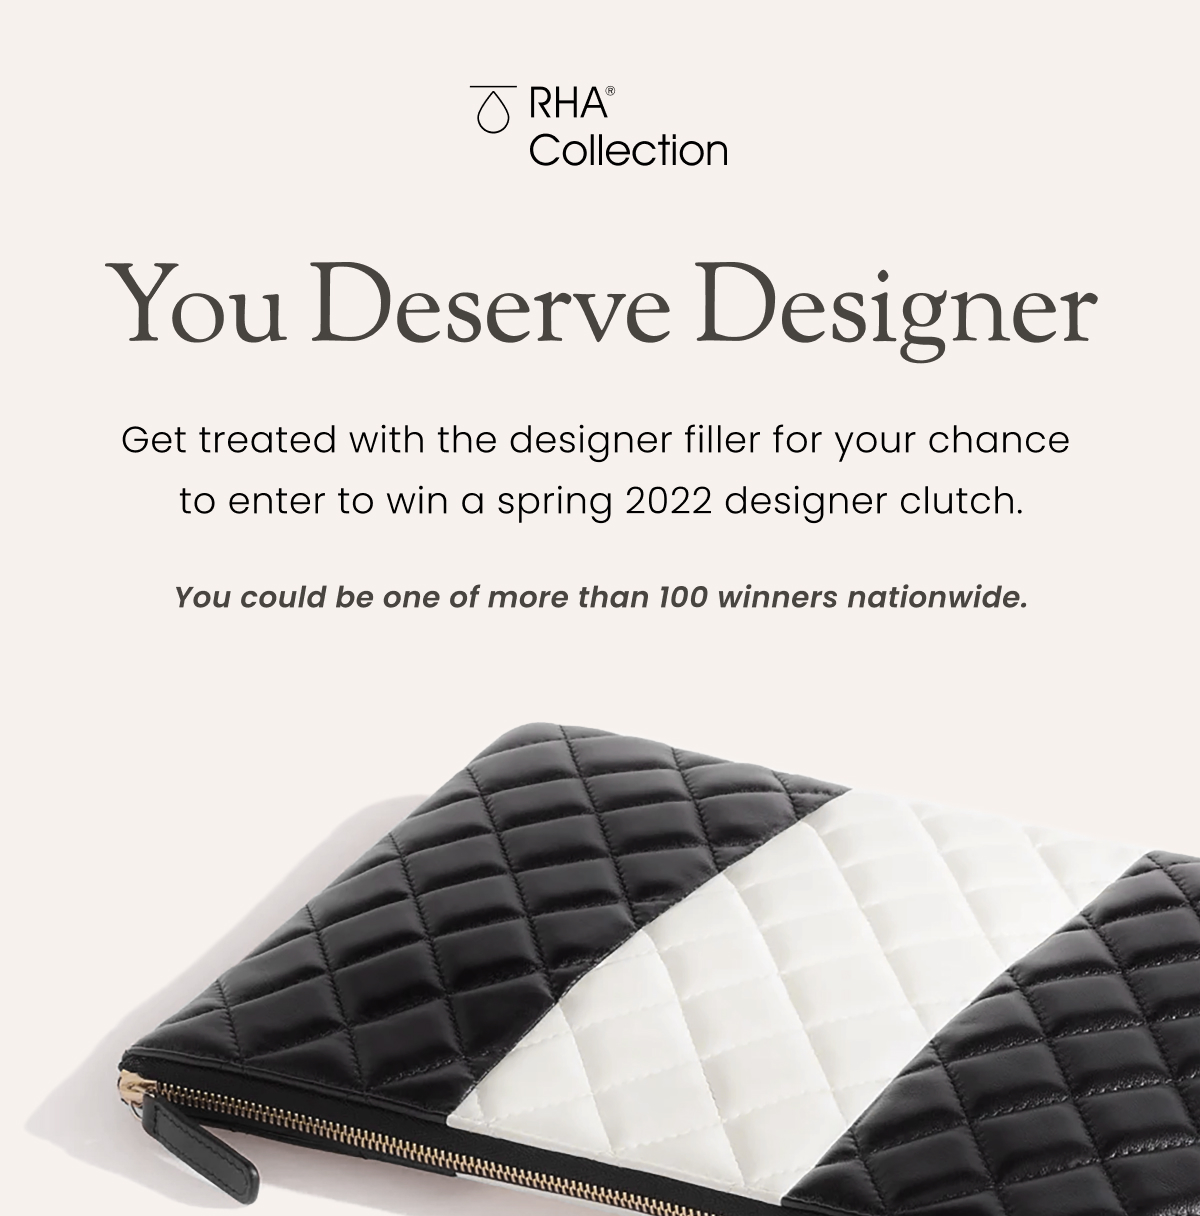 RHA®
Collection
You Deserve Designer
Get treated with the designer filler for your chance
to enter to win a spring 2022 designer clutch.
You could be one of more than 100 winners nationwide.